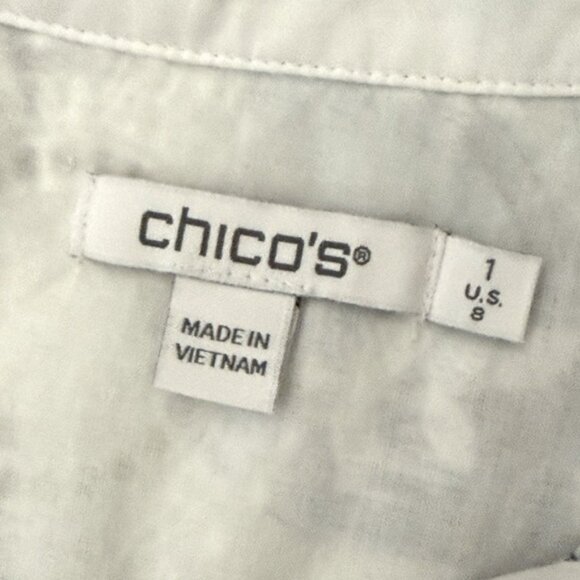 chico's®
1
U.S.
8
MADE IN
VIETNAM